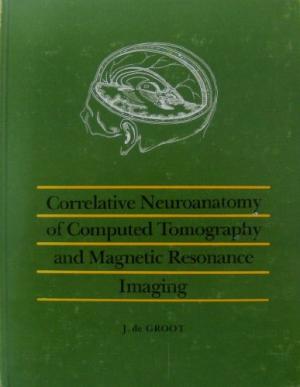 Correlative Neuroanatomy
of Computed Tomography
and Magnetic Resonance
Imaging
J. de GROOT